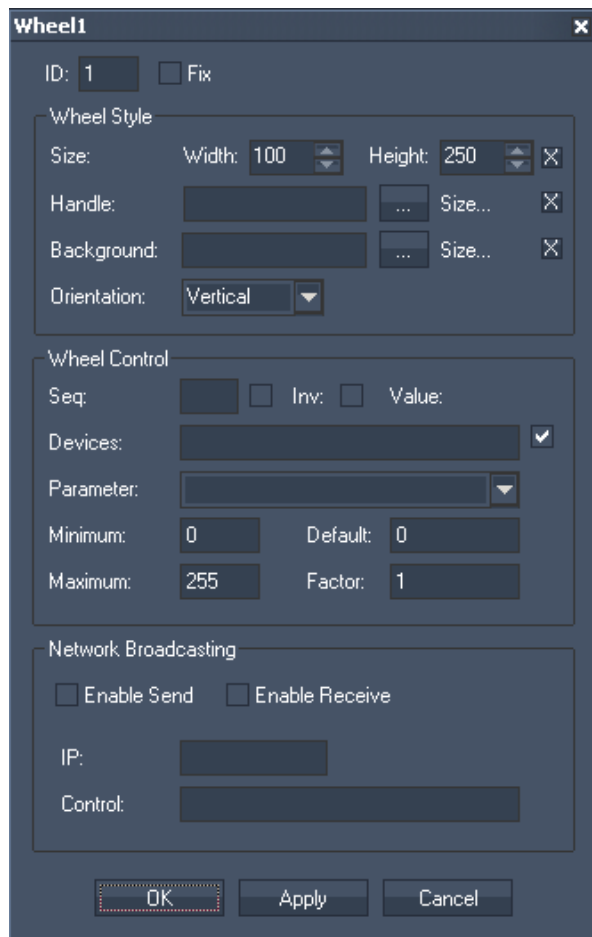 Wheel1
ID: 1 Fix
Wheel Style
Size: Width: 100 Height: 250 X
Handle: ... Size... X
Background: ... Size... X
Orientation: Vertical
Wheel Control
Seq: Inv: Value:
Devices:
Parameter:
Minimum: 0 Default: 0
Maximum: 255 Factor: 1
Network Broadcasting
Enable Send Enable Receive
IP:
Control:
OK Apply Cancel